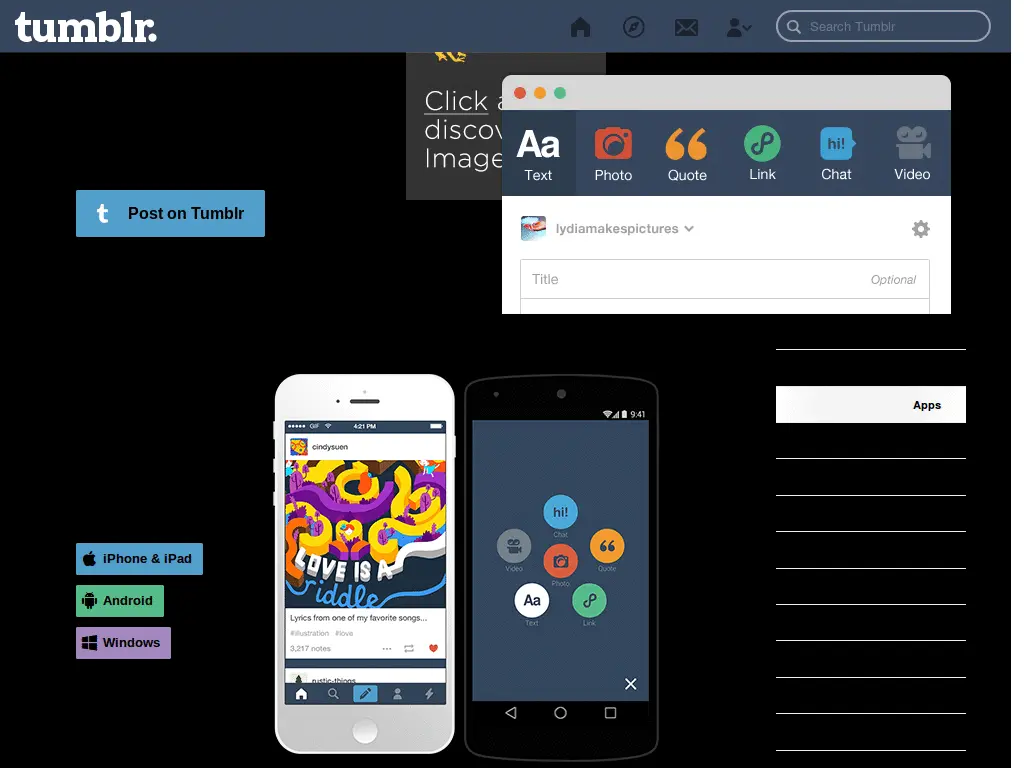 tumblr.
Search Tumblr
Click
discov
Image
Aa
Text
Photo
Quote
Link
hi!
Chat
Video
lydiamakespictures
Title
Optional
t
Post on Tumblr
Apps
GIF
4:21 PM
cindysuen
LOVE IS A
riddle
Lyrics from one of my favorite songs...
#illustration #love
3,217 notes
rustic-things
9:41
hi!
Chat
Video
Quote
Photo
Aa
Text
Link
iPhone & iPad
Android
Windows